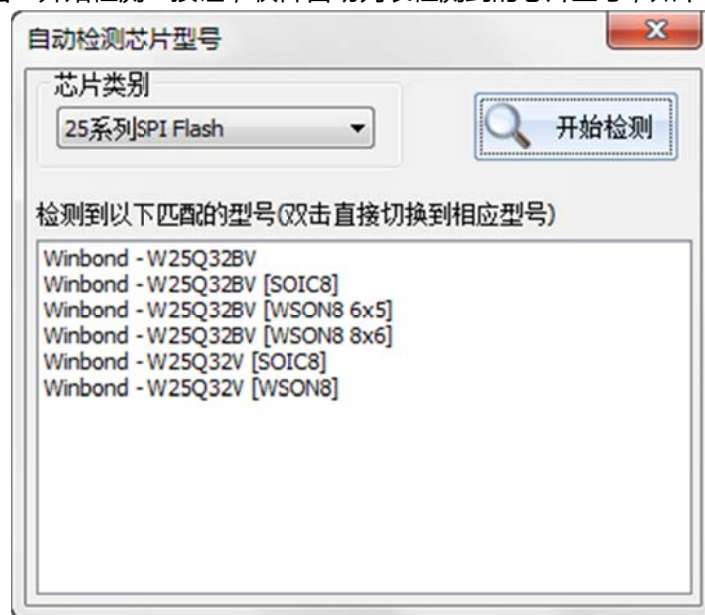 自动检测芯片型号
芯片类别
25系列SPI Flash
开始检测
检测到以下匹配的型号(双击直接切换到相应型号)
Winbond - W25Q32BV
Winbond - W25Q32BV [SOIC8]
Winbond - W25Q32BV [WSON8 6x5]
Winbond - W25Q32BV [WSON8 8x6]
Winbond - W25Q32V [SOIC8]
Winbond - W25Q32V [WSON8]